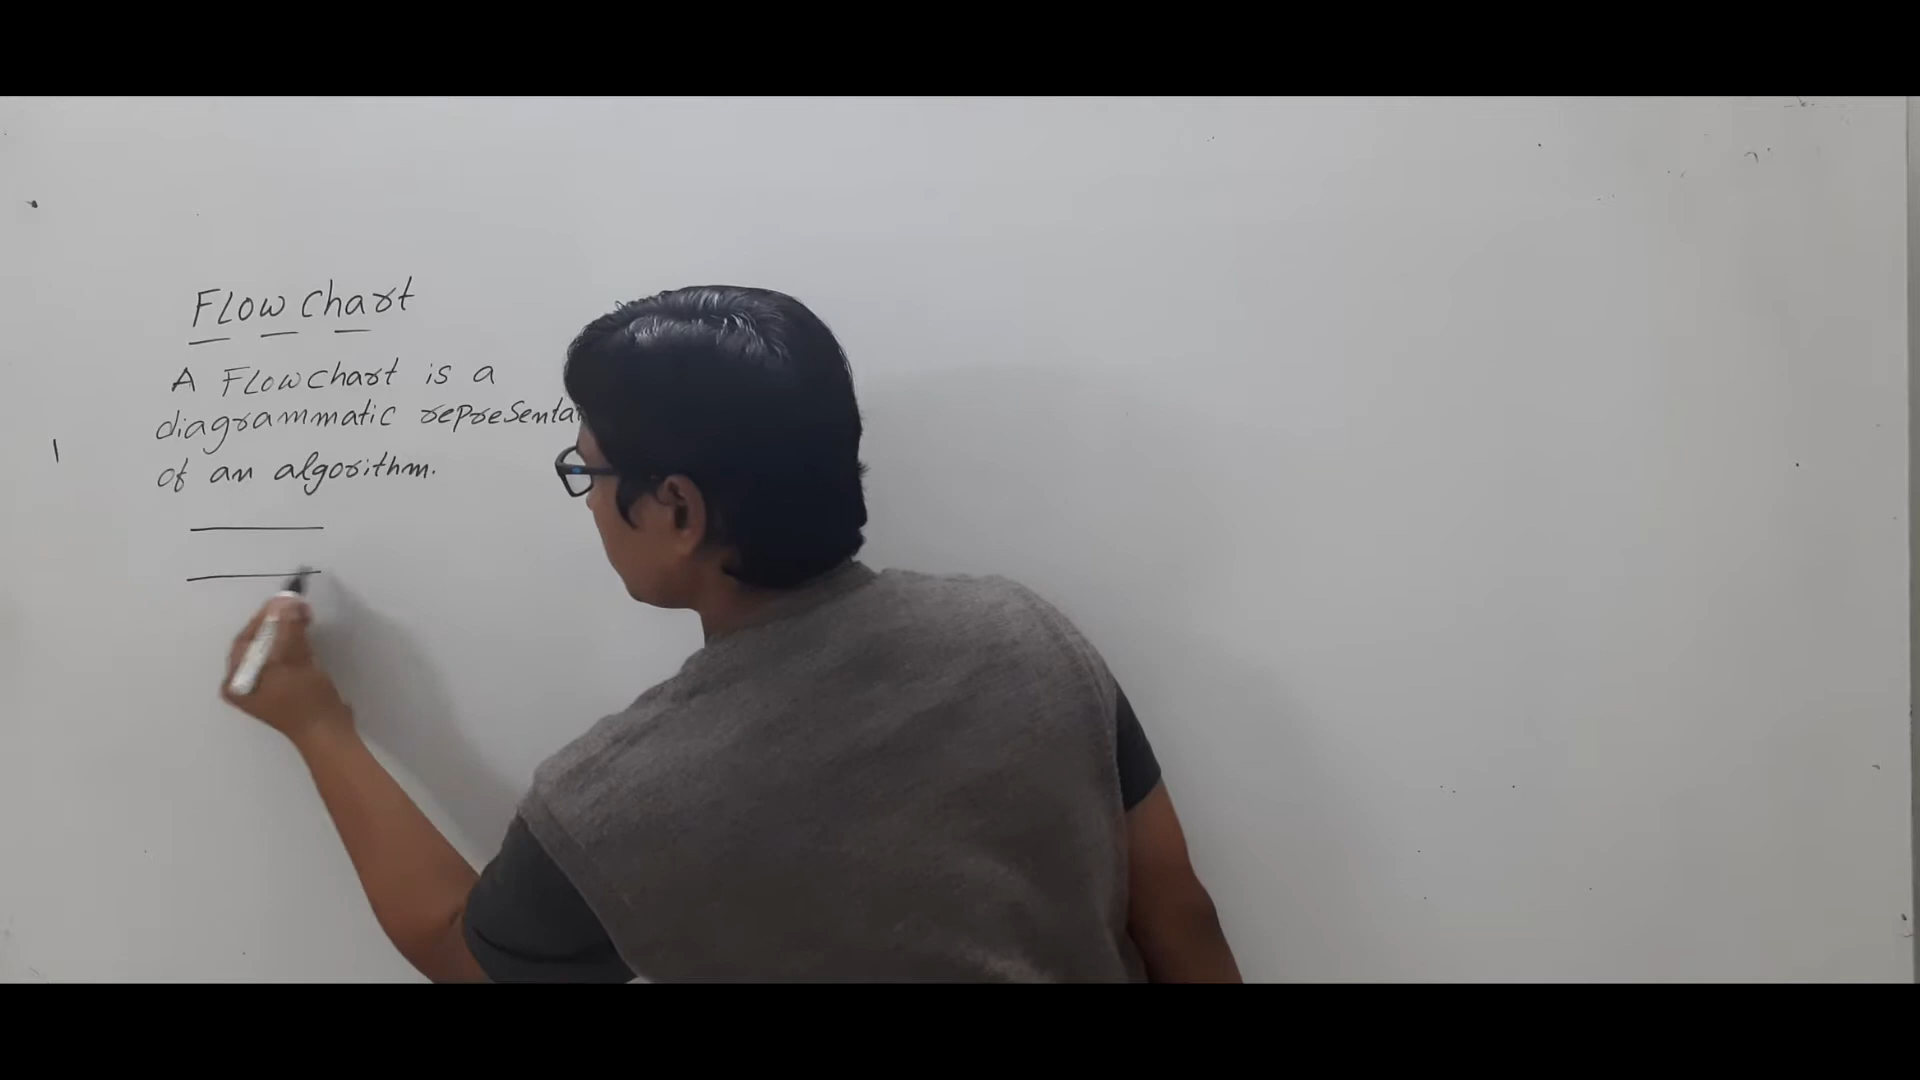 Flow chart
A Flowchart is a
diagrammatic representa
of an algorithm.